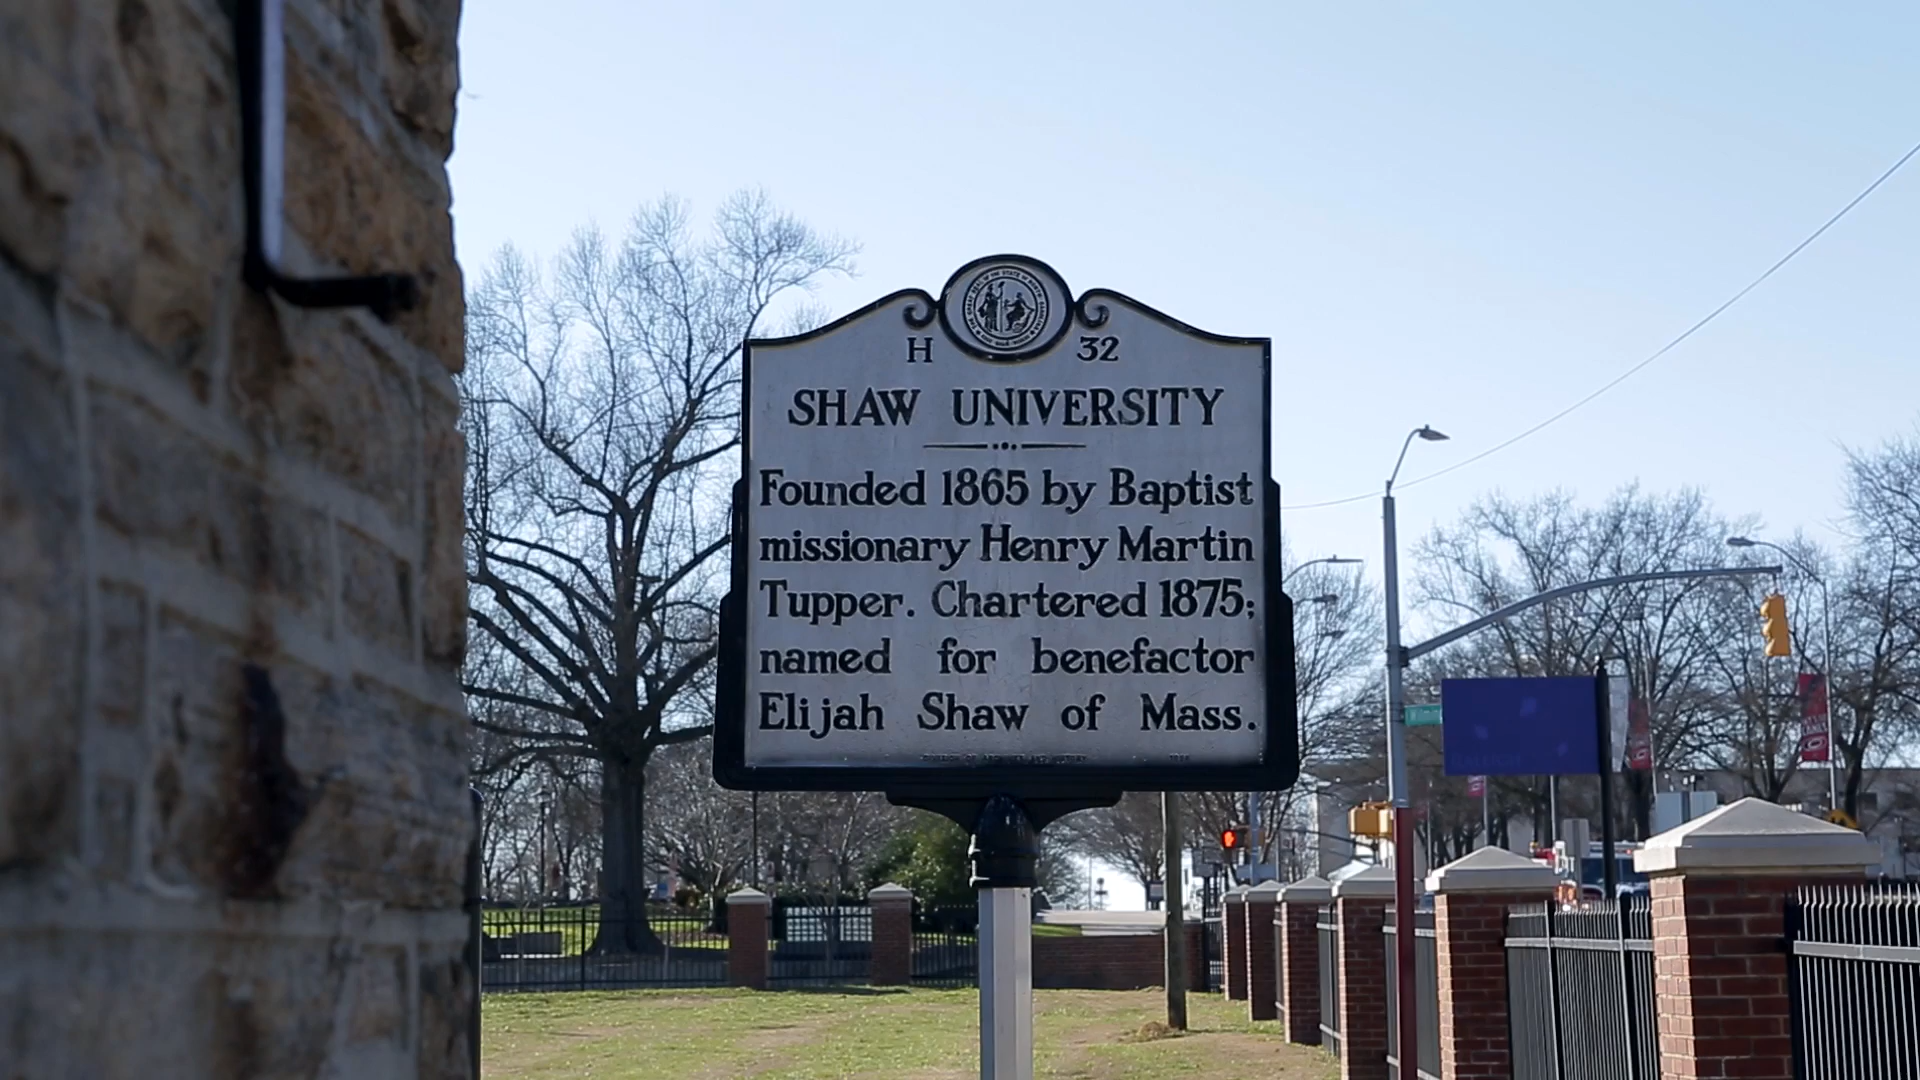 H 32
SHAW UNIVERSITY
Founded 1865 by Baptist
missionary Henry Martin
Tupper. Chartered 1875;
named for benefactor
Elijah Shaw of Mass.